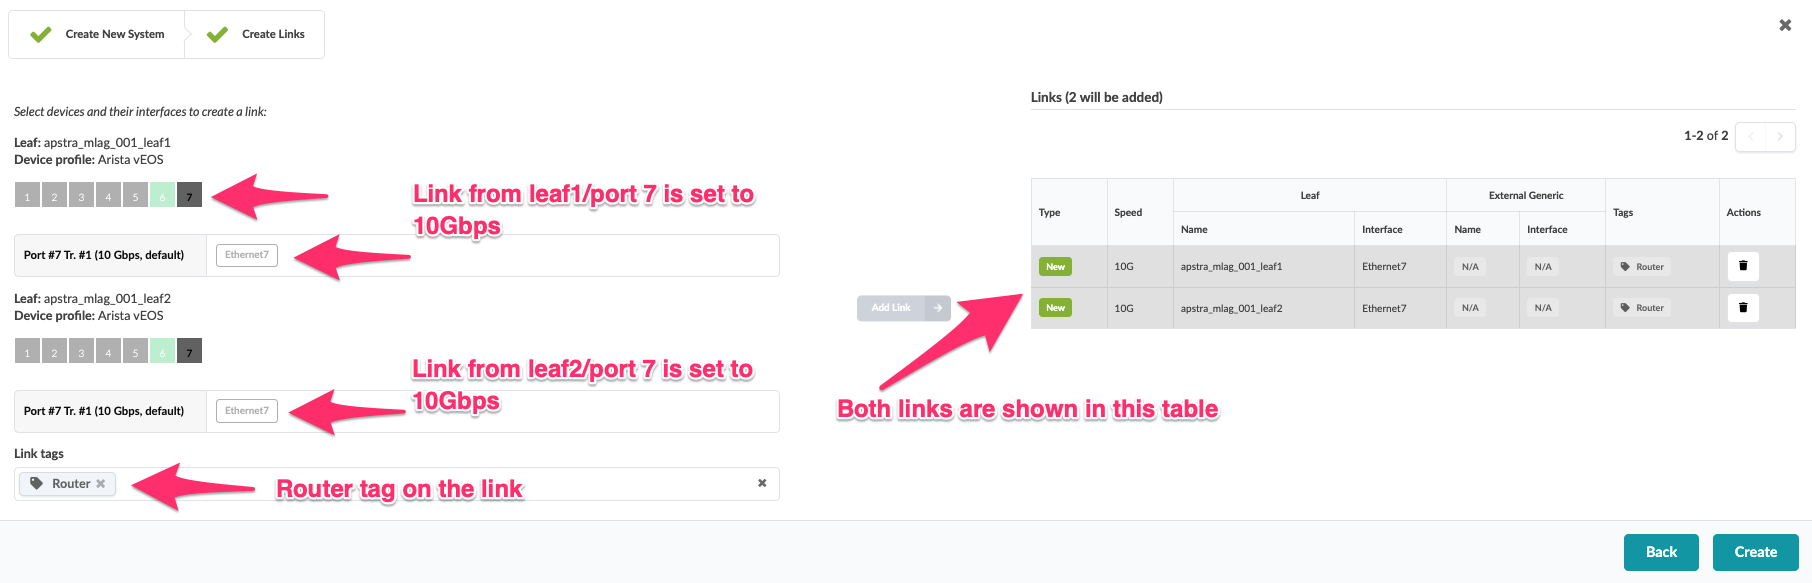 Create New System
Create Links
Select devices and their interfaces to create a link:
Leaf: apstra_mlag_001_leaf1
Device profile: Arista vEOS
1 2 3 4 5 6 7
Link from leaf1/port 7 is set to
10Gbps
Port #7 Tr. #1 (10 Gbps, default) Ethernet7
Leaf: apstra_mlag_001_leaf2
Device profile: Arista vEOS
1 2 3 4 5 6 7
Link from leaf2/port 7 is set to
10Gbps
Port #7 Tr. #1 (10 Gbps, default) Ethernet7
Link tags
Router
Router tag on the link
Add Link
Links (2 will be added)
1-2 of 2
Type Speed Leaf External Generic Tags Actions
Name Interface Name Interface
New 10G apstra_mlag_001_leaf1 Ethernet7 N/A N/A Router
New 10G apstra_mlag_001_leaf2 Ethernet7 N/A N/A Router
Both links are shown in this table
Back Create